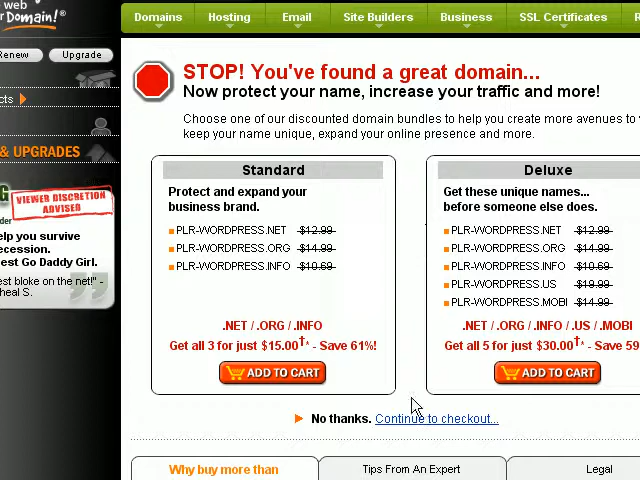 web
Domain!®
Domains Hosting Email Site Builders Business SSL Certificates
Renew Upgrade
STOP! You've found a great domain...
Now protect your name, increase your traffic and more!
Choose one of our discounted domain bundles to help you create more avenues to
keep your name unique, expand your online presence and more.
& UPGRADES
VIEWER DISCRETION
ADVISED
help you survive
recession.
est Go Daddy Girl.
est bloke on the net!" -
heal S.
Standard
Protect and expand your
business brand.
PLR-WORDPRESS.NET $12.99
PLR-WORDPRESS.ORG $14.99
PLR-WORDPRESS.INFO $10.69
.NET / .ORG / .INFO
Get all 3 for just $15.00†* - Save 61%!
ADD TO CART
Deluxe
Get these unique names...
before someone else does.
PLR-WORDPRESS.NET $12.99
PLR-WORDPRESS.ORG $14.99
PLR-WORDPRESS.INFO $10.69
PLR-WORDPRESS.US $19.99
PLR-WORDPRESS.MOBI $14.99
.NET / .ORG / .INFO / .US / .MOBI
Get all 5 for just $30.00†* - Save 59
ADD TO CART
No thanks. Continue to checkout...
Why buy more than
Tips From An Expert
Legal